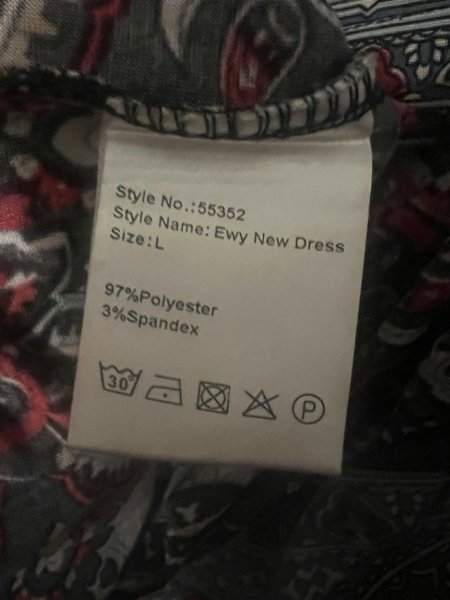 Style No.:55352
Style Name: Ewy New Dress
Size:L
97%Polyester
3%Spandex
30°
P